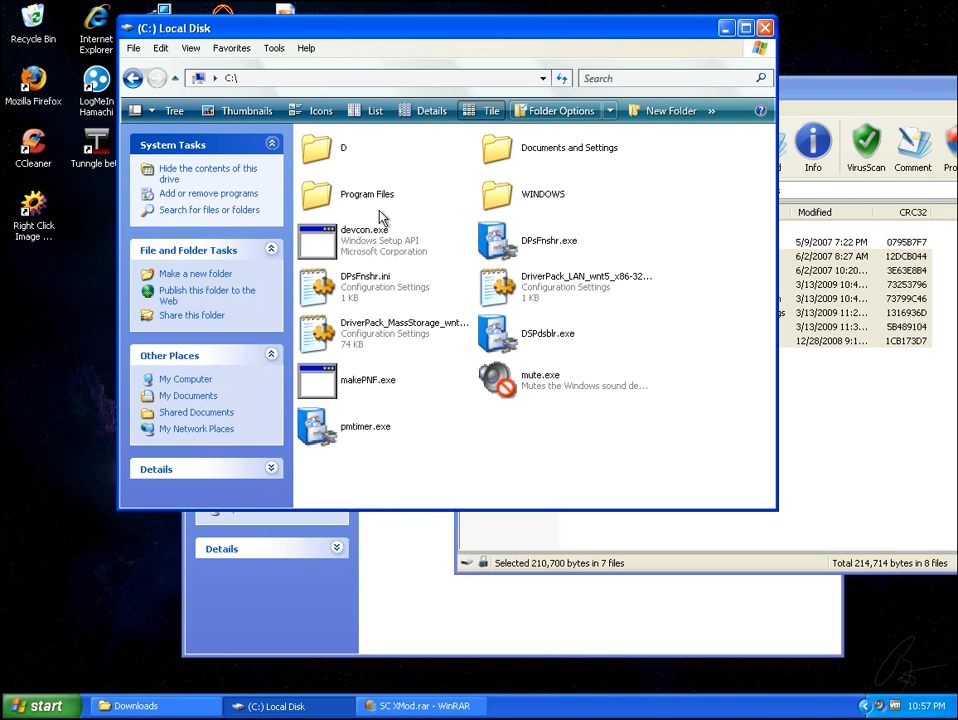 Recycle Bin
Internet
Explorer
Mozilla Firefox
LogMeIn
Hamachi
CCleaner
Tunngle be
Right Click
Image ...
(C:) Local Disk
File Edit View Favorites Tools Help
C:\
Search
Tree Thumbnails Icons List Details Tile Folder Options New Folder »
System Tasks
Hide the contents of this
drive
Add or remove programs
Search for files or folders
File and Folder Tasks
Make a new folder
Publish this folder to the
Web
Share this folder
Other Places
My Computer
My Documents
Shared Documents
My Network Places
Details
D
Documents and Settings
Program Files
WINDOWS
devcon.exe
Windows Setup API
Microsoft Corporation
DPsFnshr.exe
DPsFnshr.ini
Configuration Settings
1 KB
DriverPack_LAN_wnt5_x86-32...
Configuration Settings
1 KB
DriverPack_MassStorage_wnt...
Configuration Settings
74 KB
DSPdsblr.exe
makePNF.exe
mute.exe
Mutes the Windows sound de...
pmtimer.exe
Info VirusScan Comment Pro
Modified CRC32
5/9/2007 7:22 PM 0795B7F7
6/2/2007 8:27 AM 12DCB044
6/2/2007 10:20... 3E63E8B4
3/13/2009 10:4... 73253796
3/13/2009 10:4... 73799C46
3/13/2009 11:3... 1316936D
3/13/2009 11:3... 5B489104
12/28/2008 9:1... 1CB173D7
Details
Selected 210,700 bytes in 7 files
Total 214,714 bytes in 8 files
start
Downloads
(C:) Local Disk
SC XMod.rar - WinRAR
10:57 PM